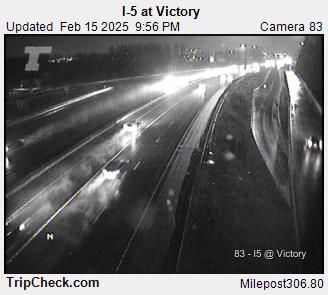 I-5 at Victory
Updated  Feb 15 2025  9:56 PM    Camera 83
T
N
83 - I5 @ Victory
TripCheck.com    Milepost306.80